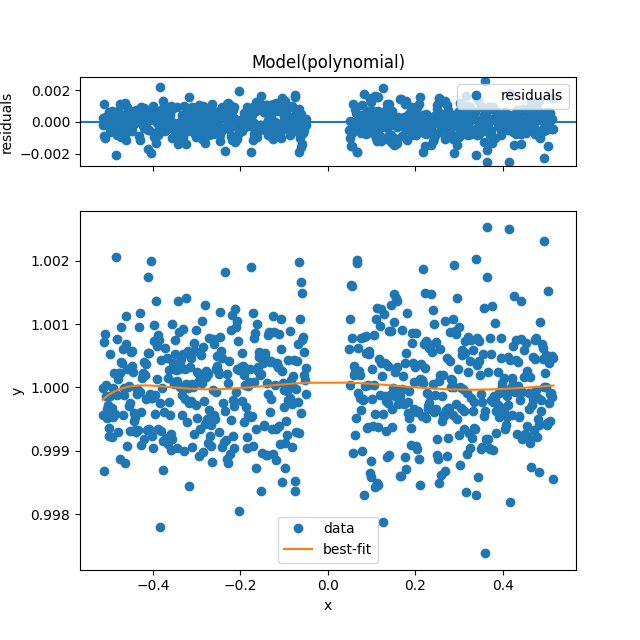 Model(polynomial)
residuals
0.002
0.000
−0.002
residuals
y
1.002
1.001
1.000
0.999
0.998
data
best-fit
−0.4
−0.2
0.0
0.2
0.4
x